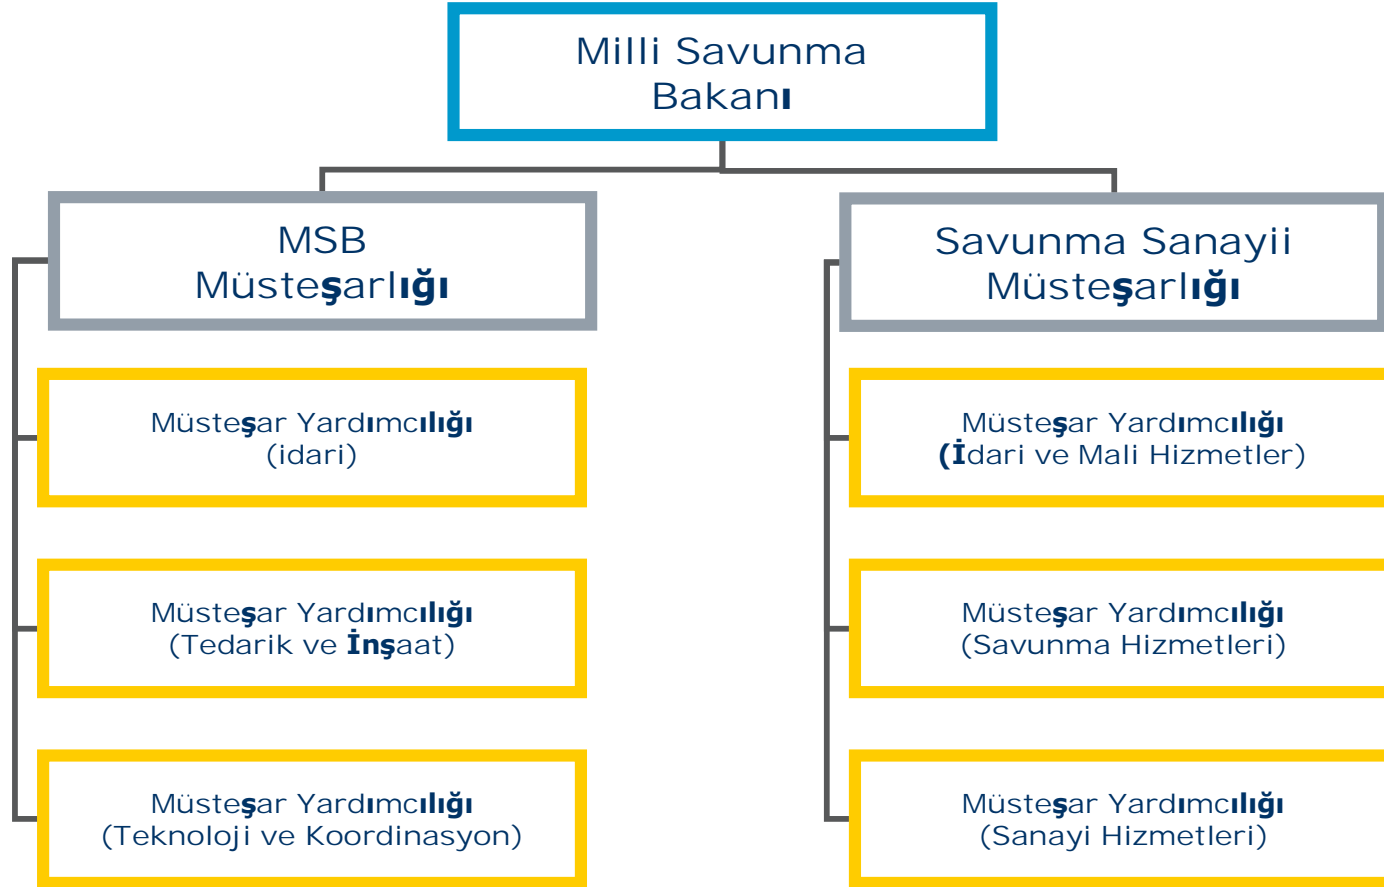 Milli Savunma
Bakanı
MSB
Müsteşarlığı
Müsteşar Yardımcılığı
(idari)
Müsteşar Yardımcılığı
(Tedarik ve İnşaat)
Müsteşar Yardımcılığı
(Teknoloji ve Koordinasyon)
Savunma Sanayii
Müsteşarlığı
Müsteşar Yardımcılığı
(İdari ve Mali Hizmetler)
Müsteşar Yardımcılığı
(Savunma Hizmetleri)
Müsteşar Yardımcılığı
(Sanayi Hizmetleri)